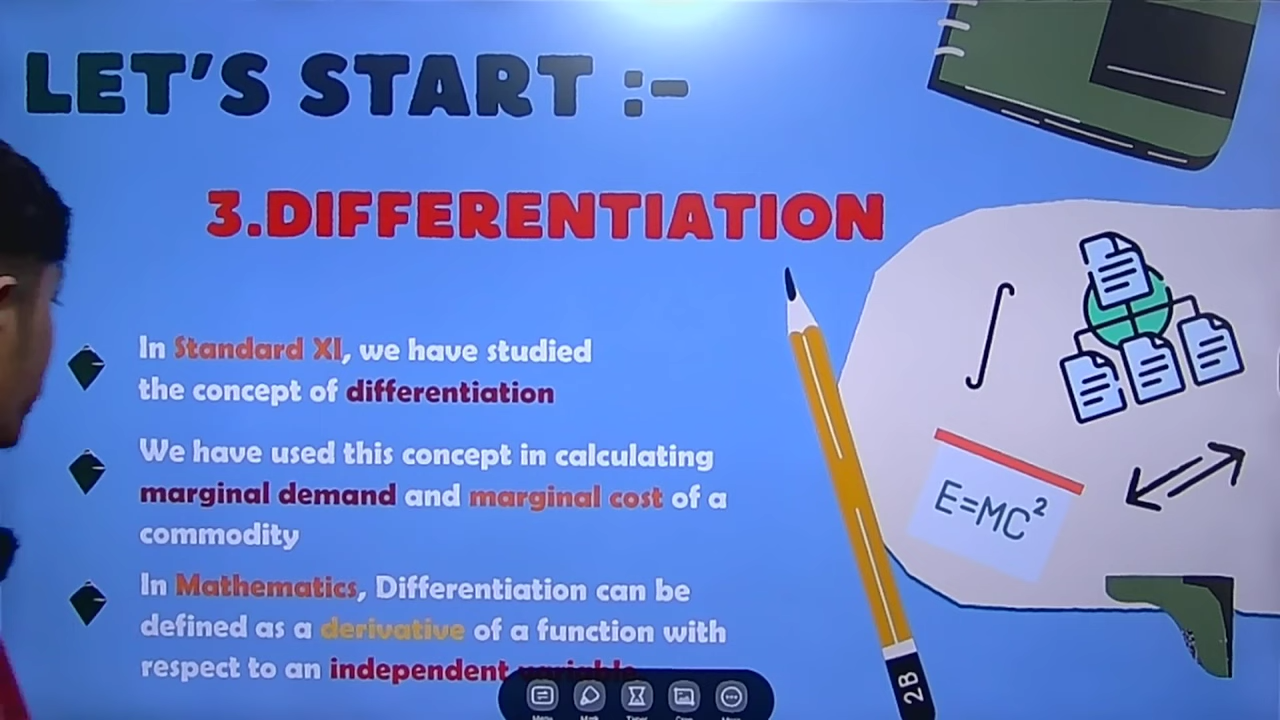 LET'S START :-
3.DIFFERENTIATION
In Standard XI, we have studied
the concept of differentiation
We have used this concept in calculating
marginal demand and marginal cost of a
commodity
In Mathematics, Differentiation can be
defined as a derivative of a function with
respect to an independent variable
E=MC²
2B